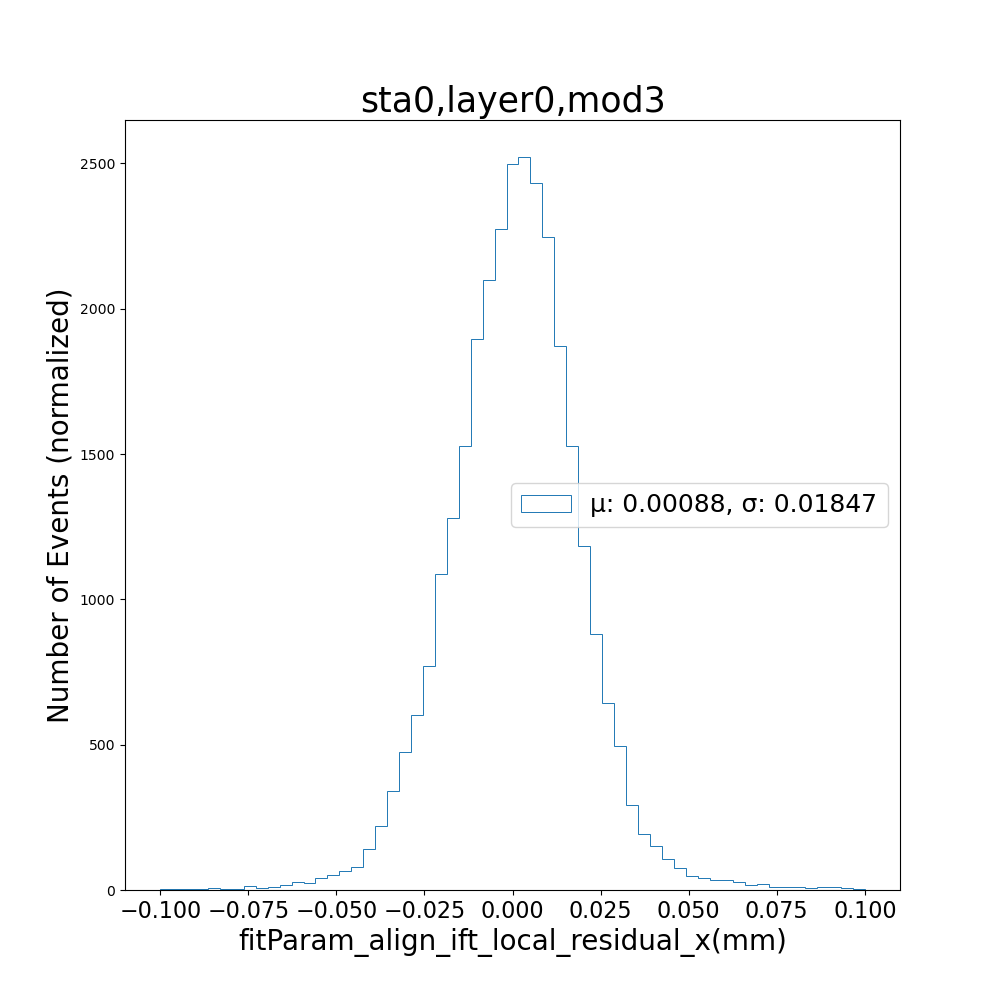 sta0,layer0,mod3
Number of Events (normalized)
2500
2000
1500
1000
500
0
μ: 0.00088, σ: 0.01847
−0.100 −0.075 −0.050 −0.025 0.000 0.025 0.050 0.075 0.100
fitParam_align_ift_local_residual_x(mm)